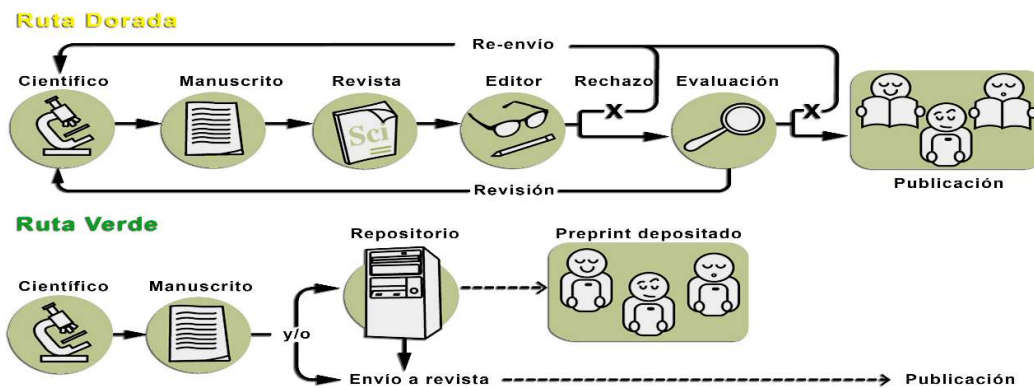 Ruta Dorada
Re-envío
Científico
Manuscrito
Revista
Editor
Rechazo
Evaluación
X
X
Sci
Revisión
Publicación
Ruta Verde
Repositorio
Preprint depositado
Científico
Manuscrito
y/o
Envío a revista
Publicación